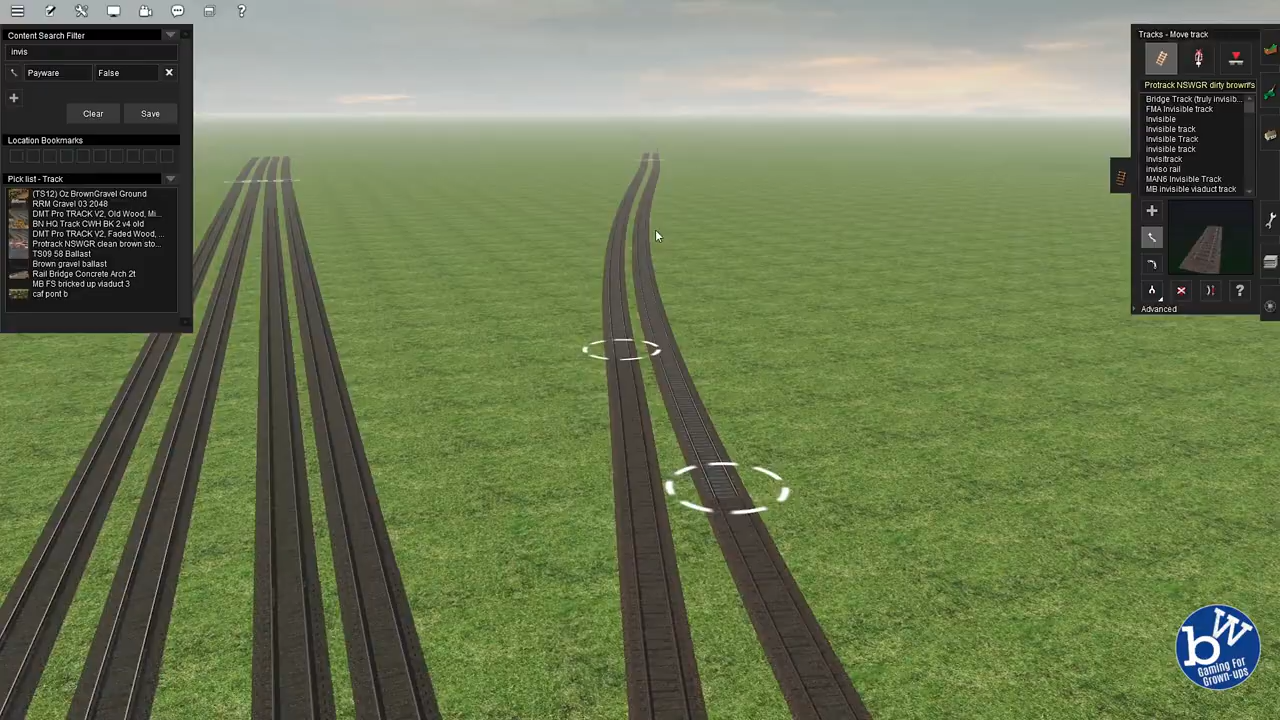 Content Search Filter
invis
Payware False
Clear Save
Location Bookmarks
Pick list - Track
(TS12) Oz BrownGravel Ground
RRM Gravel 03 2048
DMT Pro TRACK V2, Old Wood, Mi...
BN HQ Track CWH BK 2 v4 old
DMT Pro TRACK V2, Faded Wood, ...
Protrack NSWGR clean brown sto...
TS09 58 Ballast
Brown gravel ballast
Rail Bridge Concrete Arch 2t
MB FS bricked up viaduct 3
caf pont b
Tracks - Move track
Protrack NSWGR dirty brown s
Bridge Track (truly invisib...
FMA Invisible track
Invisible
Invisible track
Invisible Track
invisible track
Invisitrack
inviso rail
MAN6 Invisible Track
MB invisible viaduct track
Advanced
bw
Gaming For
Grown-ups